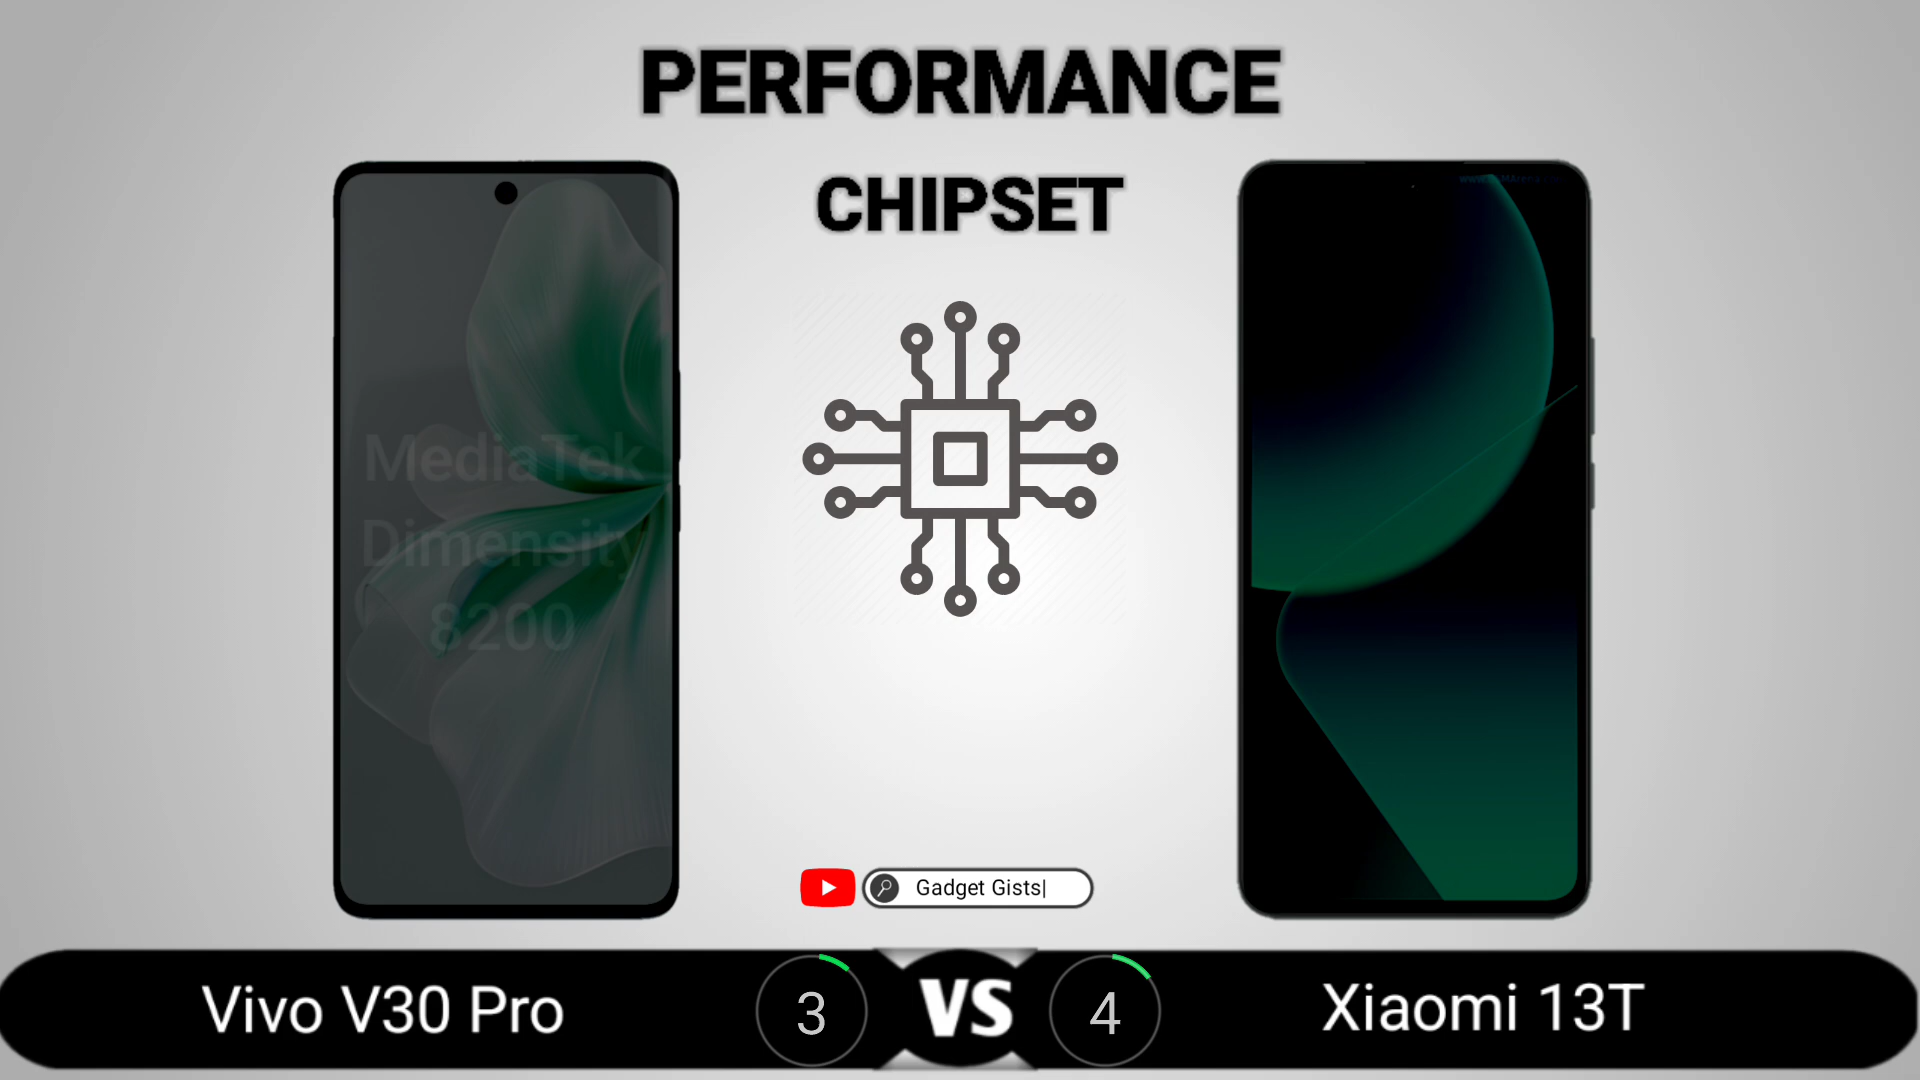 PERFORMANCE
CHIPSET
MediaTek
Dimensity
8200
Gadget Gists|
Vivo V30 Pro
3
VS
4
Xiaomi 13T